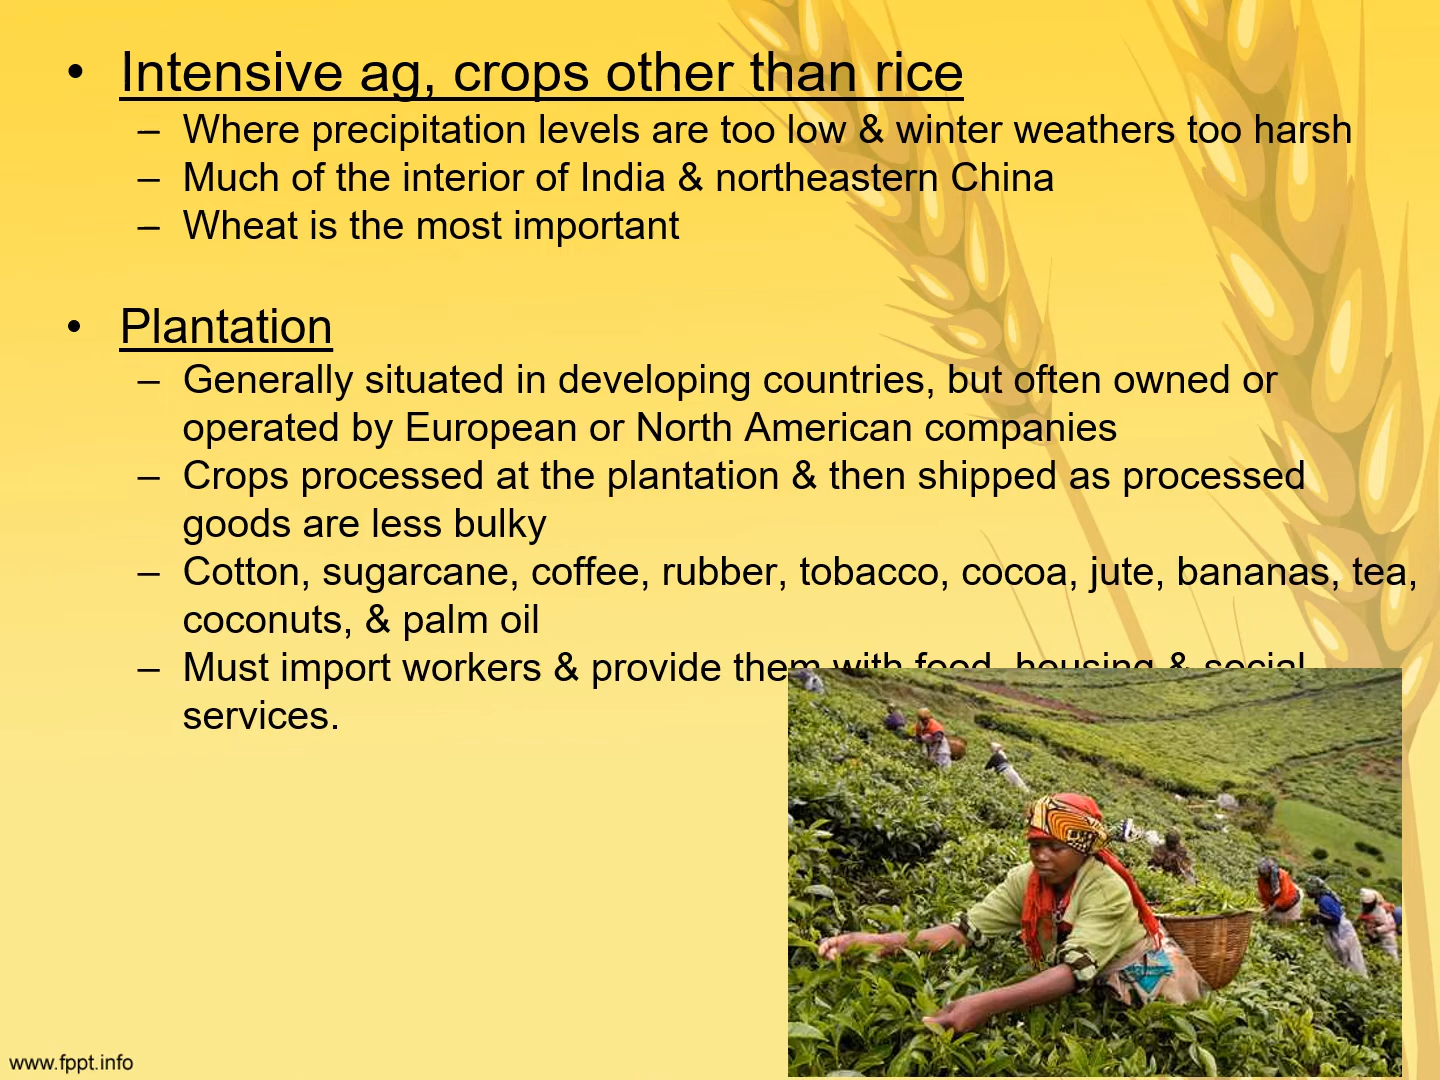 • Intensive ag, crops other than rice
– Where precipitation levels are too low & winter weathers too harsh
– Much of the interior of India & northeastern China
– Wheat is the most important
• Plantation
– Generally situated in developing countries, but often owned or
operated by European or North American companies
– Crops processed at the plantation & then shipped as processed
goods are less bulky
– Cotton, sugarcane, coffee, rubber, tobacco, cocoa, jute, bananas, tea,
coconuts, & palm oil
– Must import workers & provide them with food, housing & social
services.
www.fppt.info